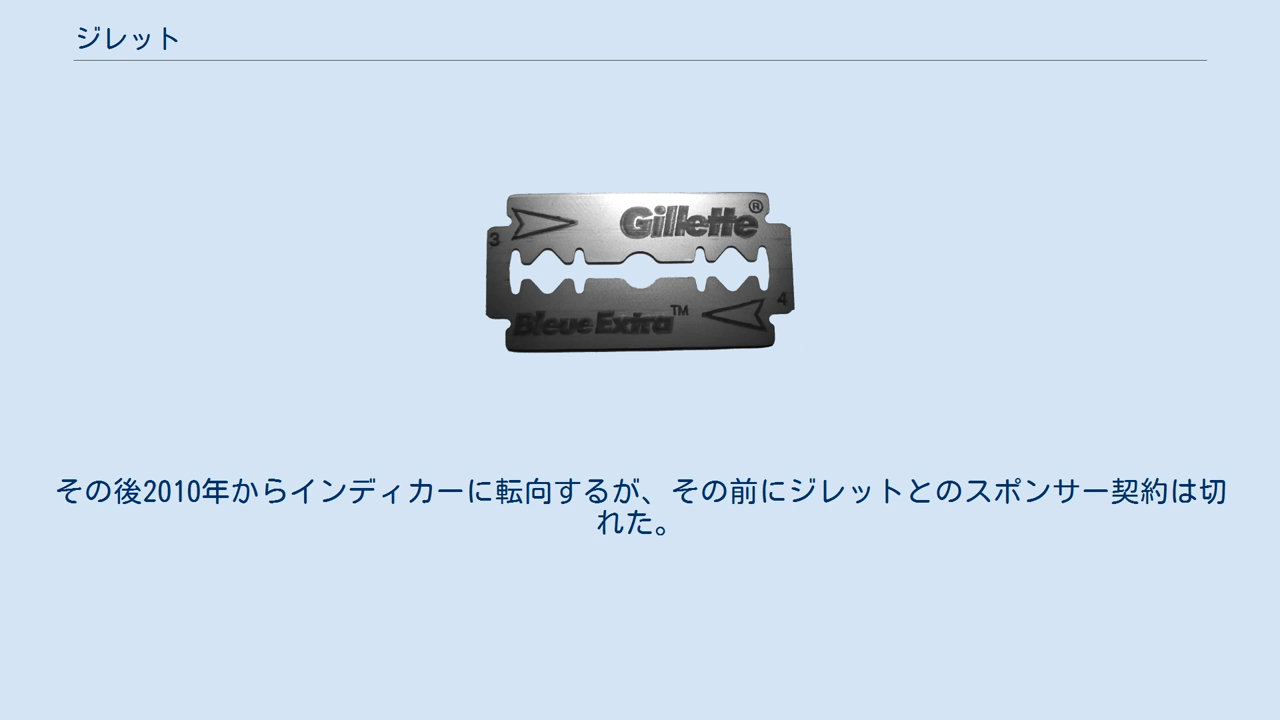 ジレット
Gillette®
3
4
Bleue Extra™
その後2010年からインディカーに転向するが、その前にジレットとのスポンサー契約は切
れた。